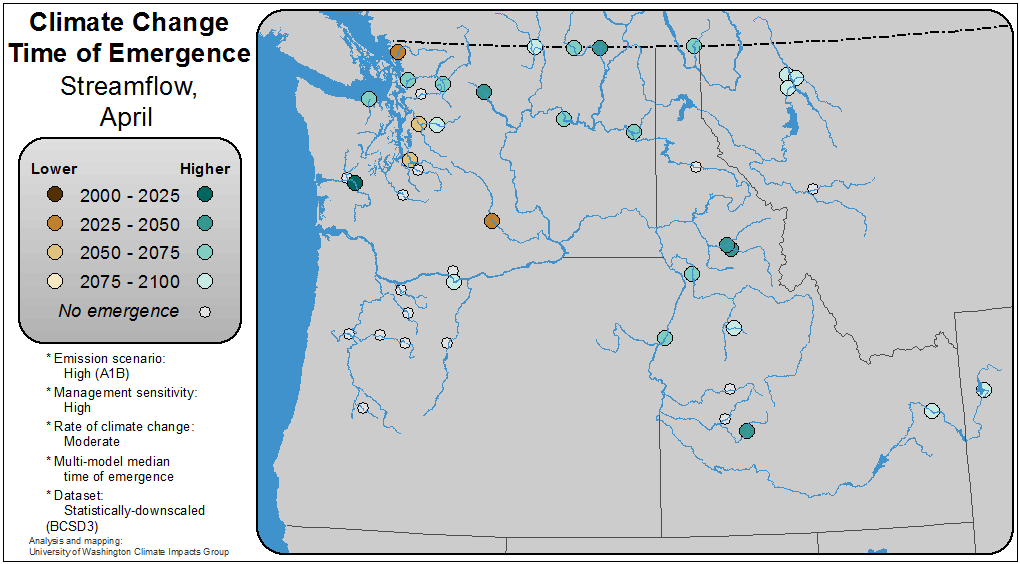 Climate Change
Time of Emergence
Streamflow,
April
Lower Higher
2000 - 2025
2025 - 2050
2050 - 2075
2075 - 2100
No emergence
* Emission scenario:
High (A1B)
* Management sensitivity:
High
* Rate of climate change:
Moderate
* Multi-model median
time of emergence
* Dataset:
Statistically-downscaled
(BCSD3)
Analysis and mapping:
University of Washington Climate Impacts Group